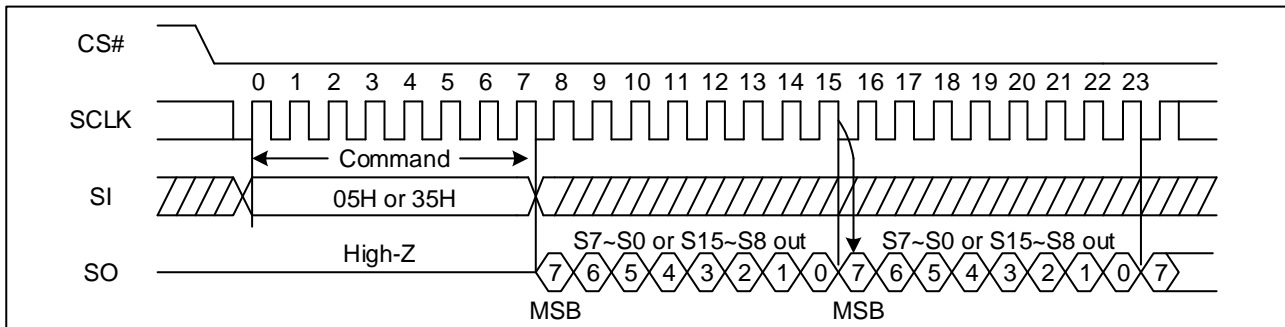 CS#
0 1 2 3 4 5 6 7 8 9 10 11 12 13 14 15 16 17 18 19 20 21 22 23
SCLK
Command
SI
05H or 35H
High-Z
S7~S0 or S15~S8 out
S7~S0 or S15~S8 out
SO
7 6 5 4 3 2 1 0 7 6 5 4 3 2 1 0 7
MSB
MSB